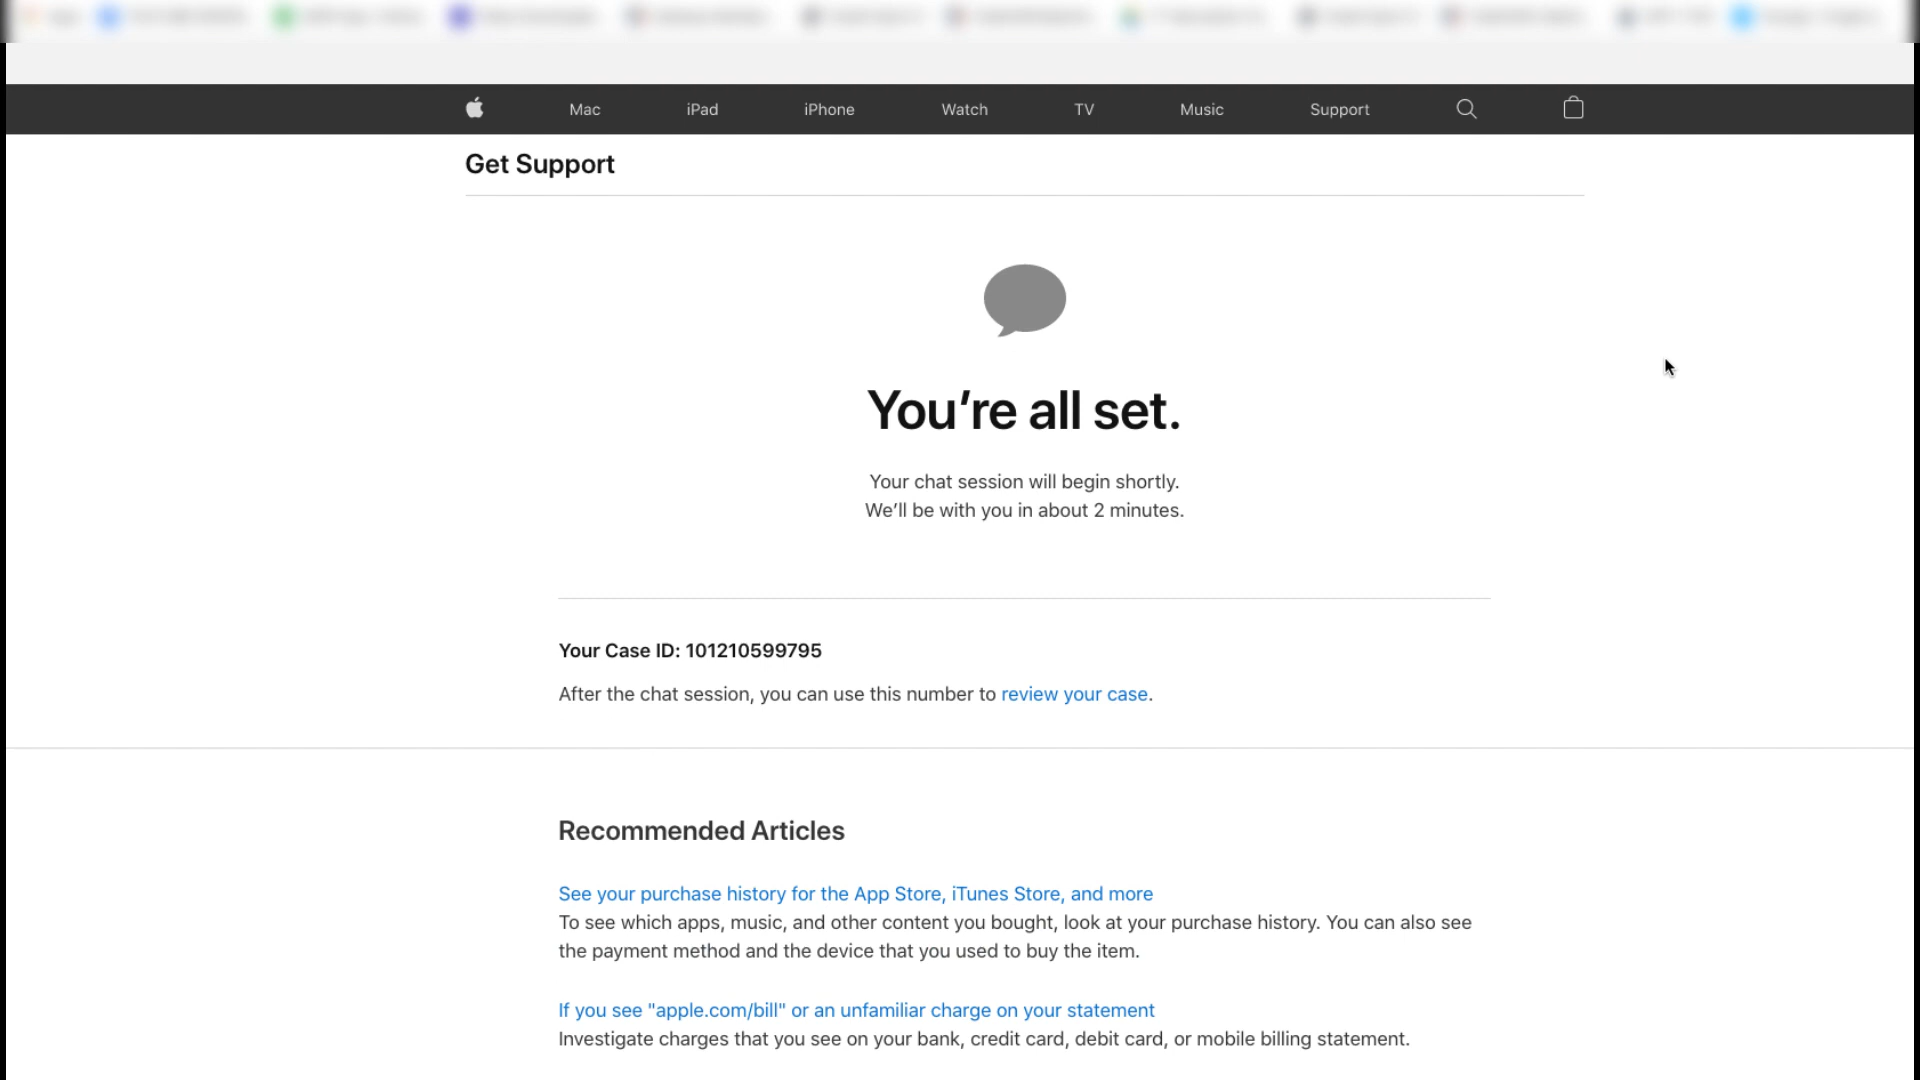 Mac iPad iPhone Watch TV Music Support
Get Support
You’re all set.
Your chat session will begin shortly.
We’ll be with you in about 2 minutes.
Your Case ID: 101210599795
After the chat session, you can use this number to review your case.
Recommended Articles
See your purchase history for the App Store, iTunes Store, and more
To see which apps, music, and other content you bought, look at your purchase history. You can also see
the payment method and the device that you used to buy the item.
If you see "apple.com/bill" or an unfamiliar charge on your statement
Investigate charges that you see on your bank, credit card, debit card, or mobile billing statement.